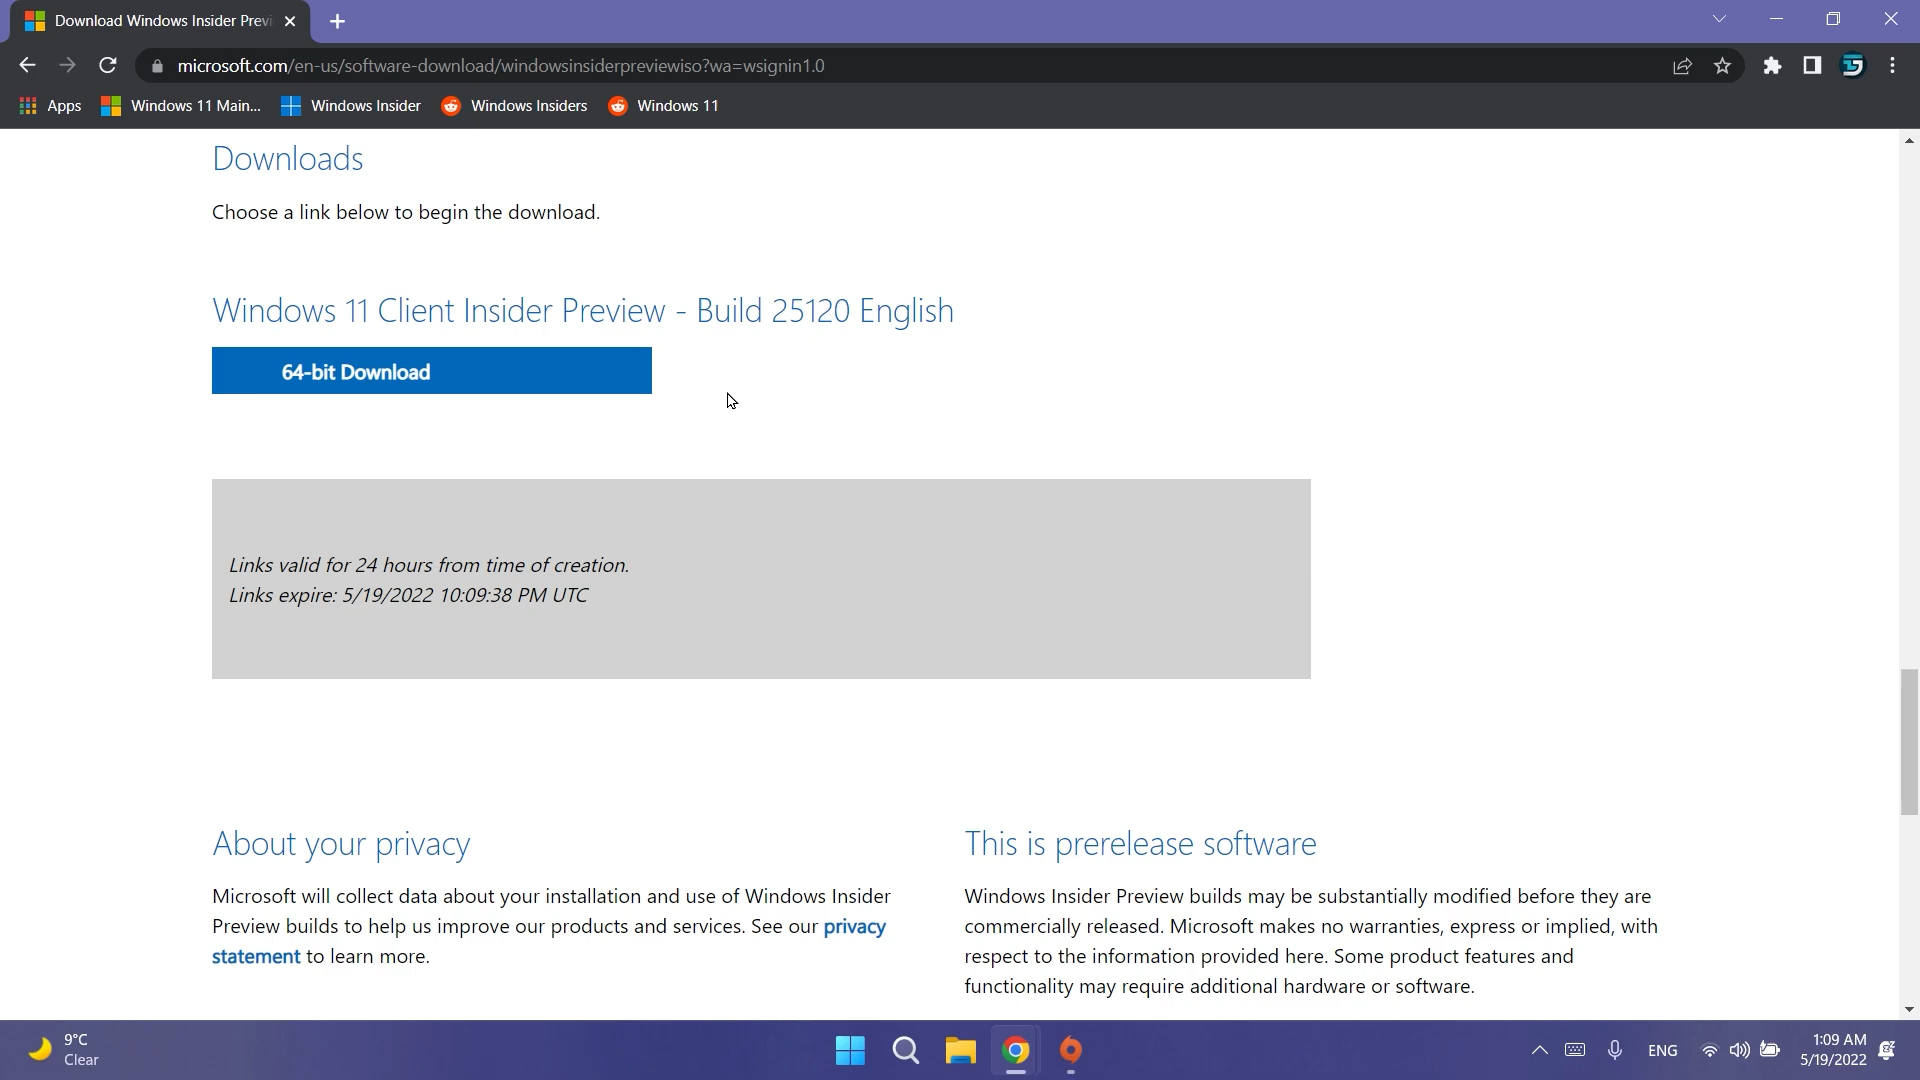 Download Windows Insider Previ
microsoft.com/en-us/software-download/windowsinsiderpreviewiso?wa=wsignin1.0
Apps
Windows 11 Main...
Windows Insider
Windows Insiders
Windows 11
Downloads
Choose a link below to begin the download.
Windows 11 Client Insider Preview - Build 25120 English
64-bit Download
Links valid for 24 hours from time of creation.
Links expire: 5/19/2022 10:09:38 PM UTC
About your privacy
Microsoft will collect data about your installation and use of Windows Insider
Preview builds to help us improve our products and services. See our privacy
statement to learn more.
This is prerelease software
Windows Insider Preview builds may be substantially modified before they are
commercially released. Microsoft makes no warranties, express or implied, with
respect to the information provided here. Some product features and
functionality may require additional hardware or software.
9°C
Clear
ENG
1:09 AM
5/19/2022